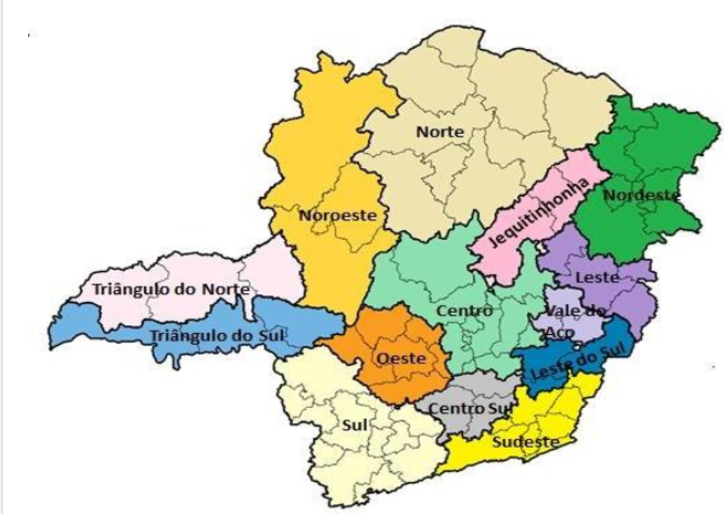 Norte
Jequitinhonha
Nordeste
Noroeste
Leste
Triângulo do Norte
Centro
Vale do
Aço
Triângulo do Sul
Oeste
Leste do Sul
Centro Sul
Sul
Sudeste